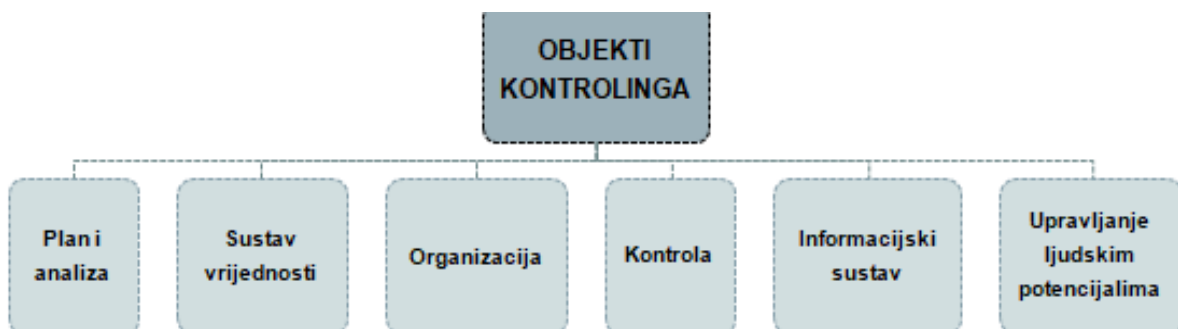 OBJEKTI
KONTROLINGA
Plan i
analiza
Sustav
vrijednosti
Organizacija
Kontrola
Informacijski
sustav
Upravljanje
ljudskim
potencijalima